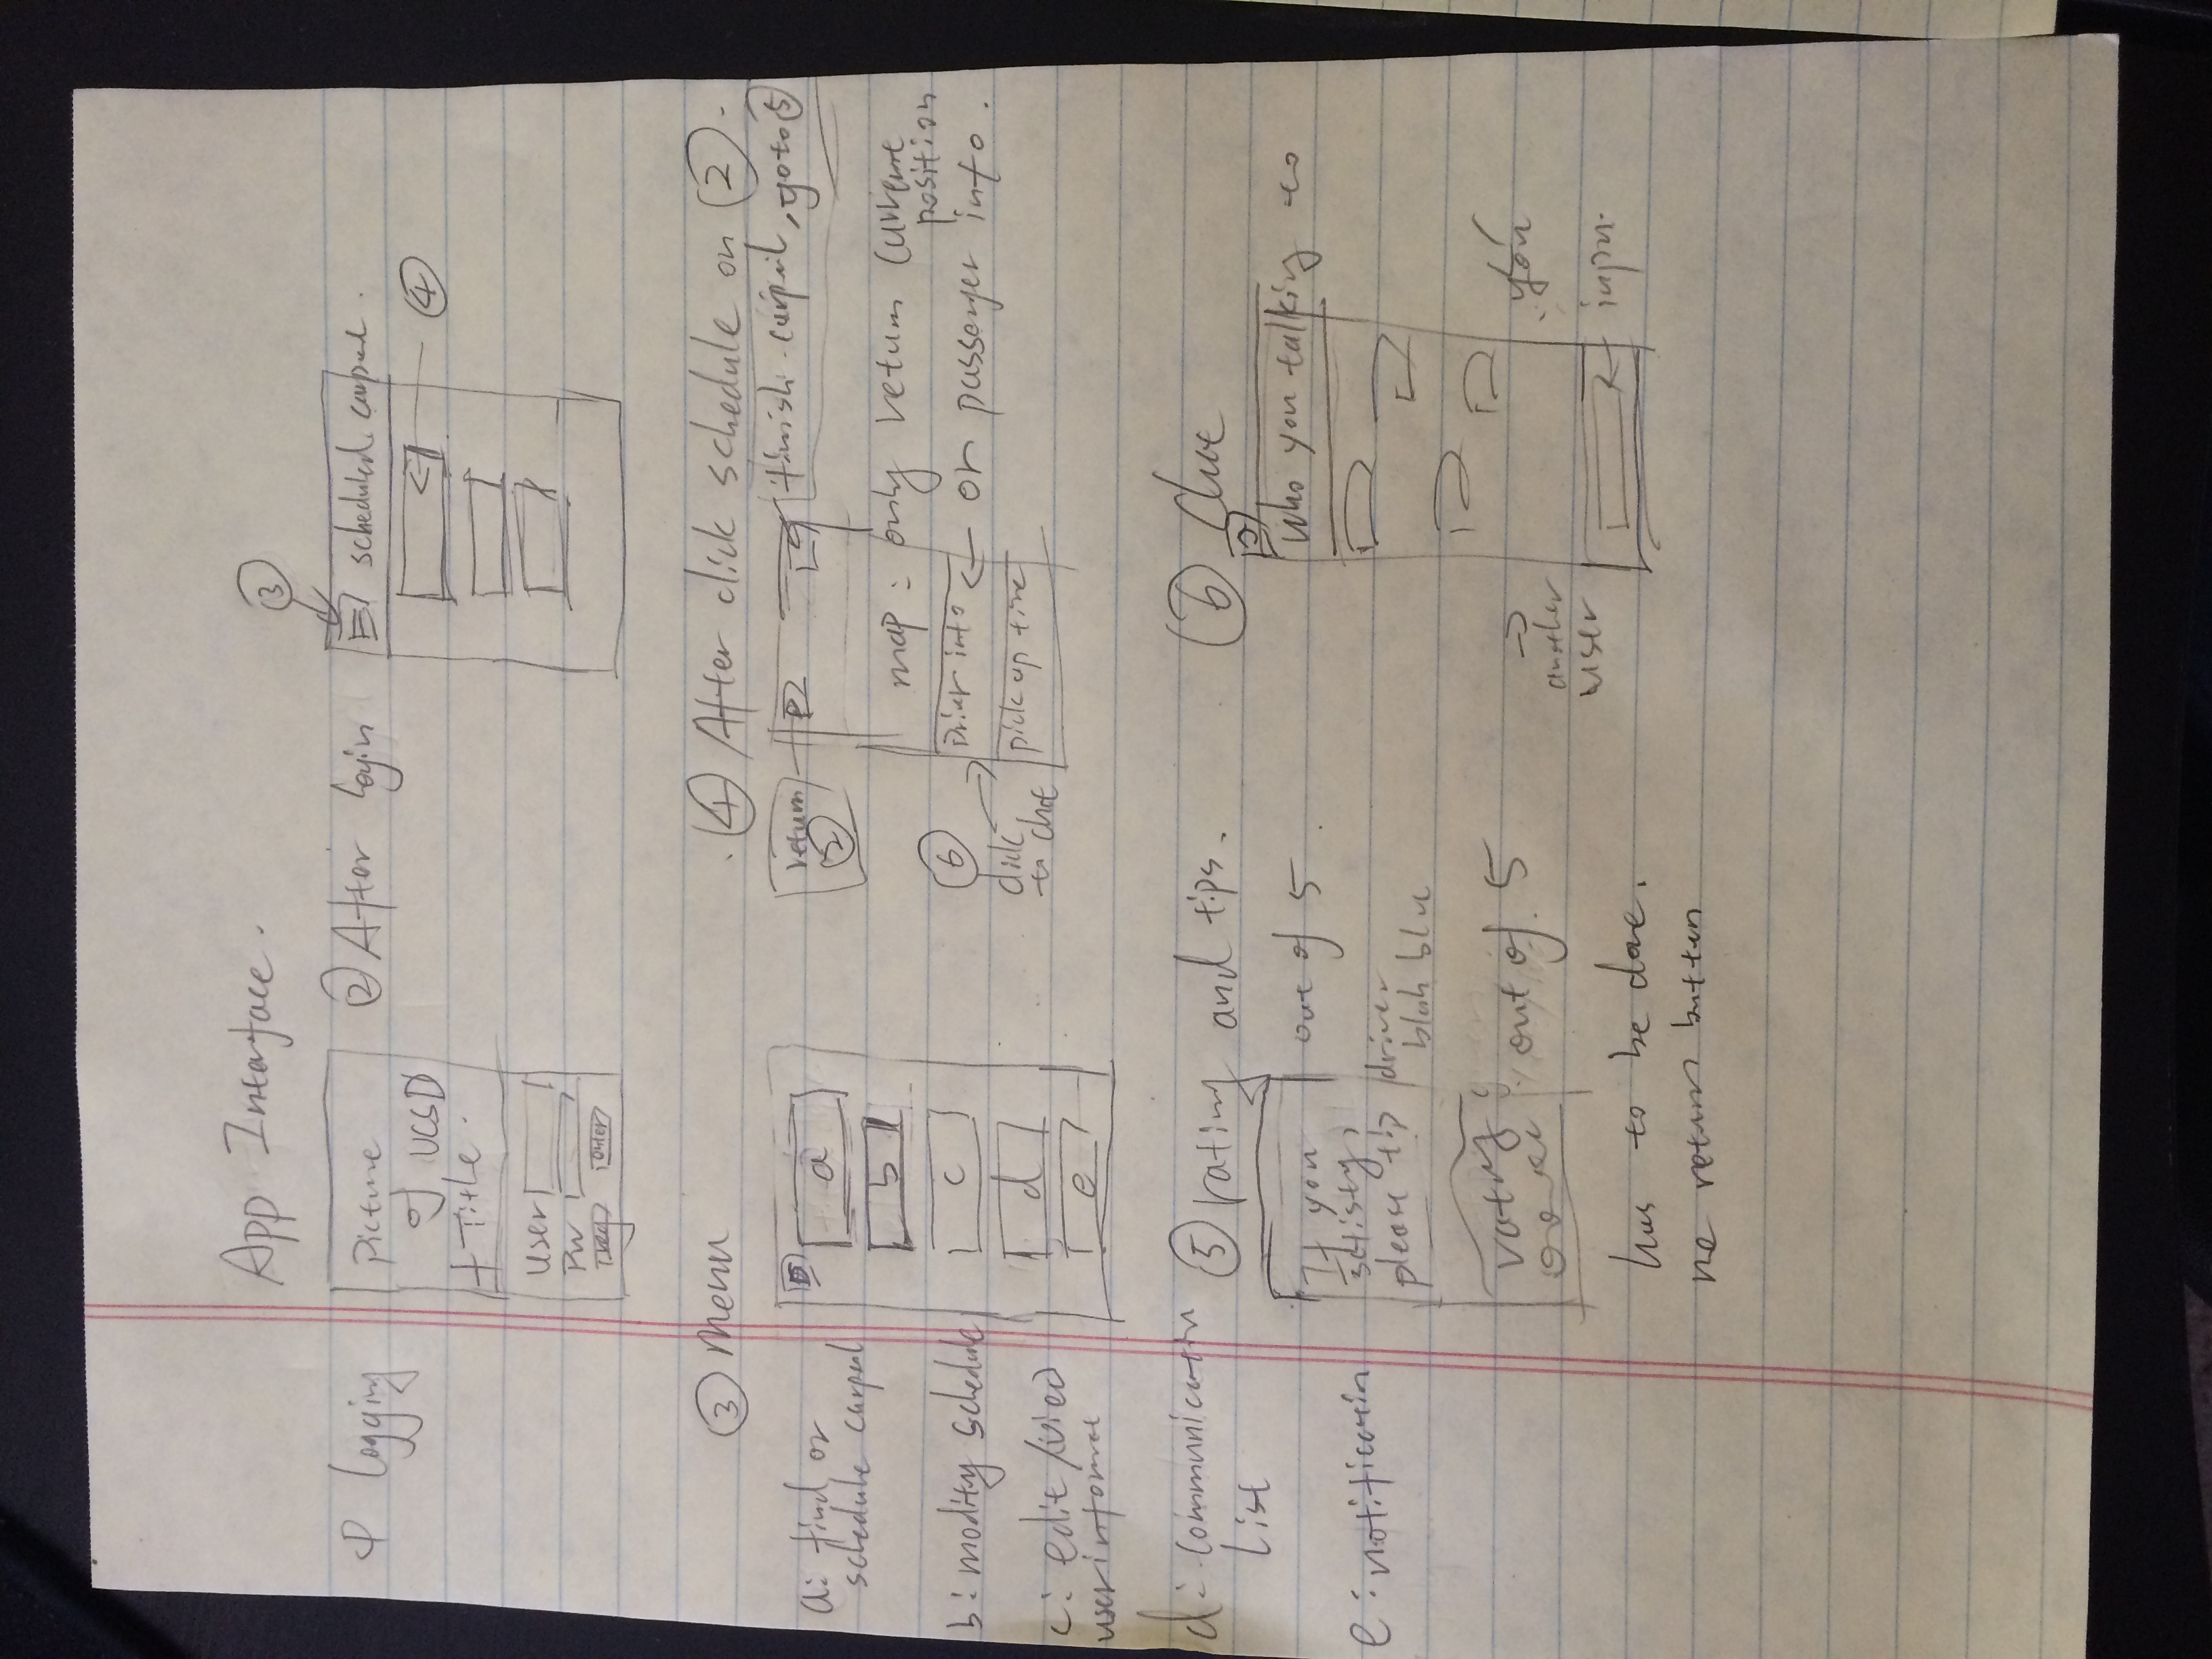 App Interface.
① logging
Picture
of UCSD
+ Title.
user
PW
reg enter
② After login
③
scheduled carpool.
④
③ Menu
a: find or
schedule carpool
b: modify schedule
c: edit/view
user informat
d: communication
List
e: notification
a
b
c
d
e
④ After click schedule on ②.
return
②
finish carpool, go to ⑤
map: only return current
position
Driver info ← or passenger info.
pick up time
⑥
click
to chat
⑤ rating and tips.
If you out of 5
satisfy,
please tip driver
blah blue
rating: out of 5
has to be done.
no return button
⑥ Chat
who you talking to
→
another
user
you
input